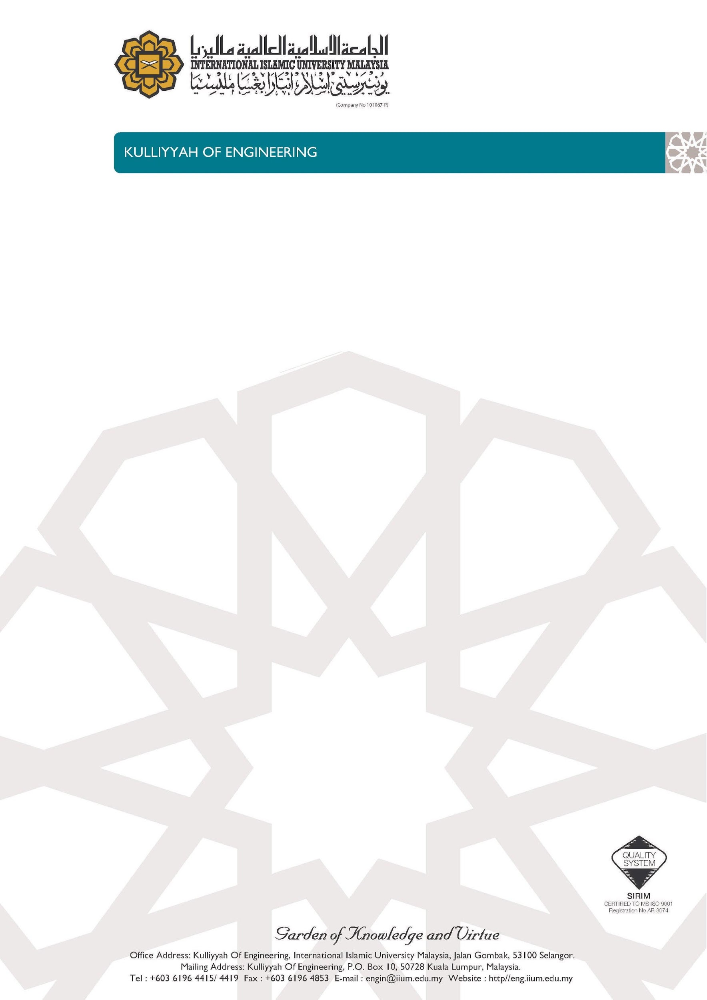 الجامعة الإسلامية العالمية ماليزيا
INTERNATIONAL ISLAMIC UNIVERSITY MALAYSIA
يونيۏرسيتي اسلام انتارابڠسا مليسيا
(Company No 101067-P)
KULLIYYAH OF ENGINEERING
QUALITY
SYSTEM
SIRIM
CERTIFIED TO MS ISO 9001
Registration No AR 3074
Garden of Knowledge and Virtue
Office Address: Kulliyyah Of Engineering, International Islamic University Malaysia, Jalan Gombak, 53100 Selangor.
Mailing Address: Kulliyyah Of Engineering, P.O. Box 10, 50728 Kuala Lumpur, Malaysia.
Tel : +603 6196 4415/ 4419 Fax : +603 6196 4853 E-mail : engin@iium.edu.my Website : http//eng.iium.edu.my